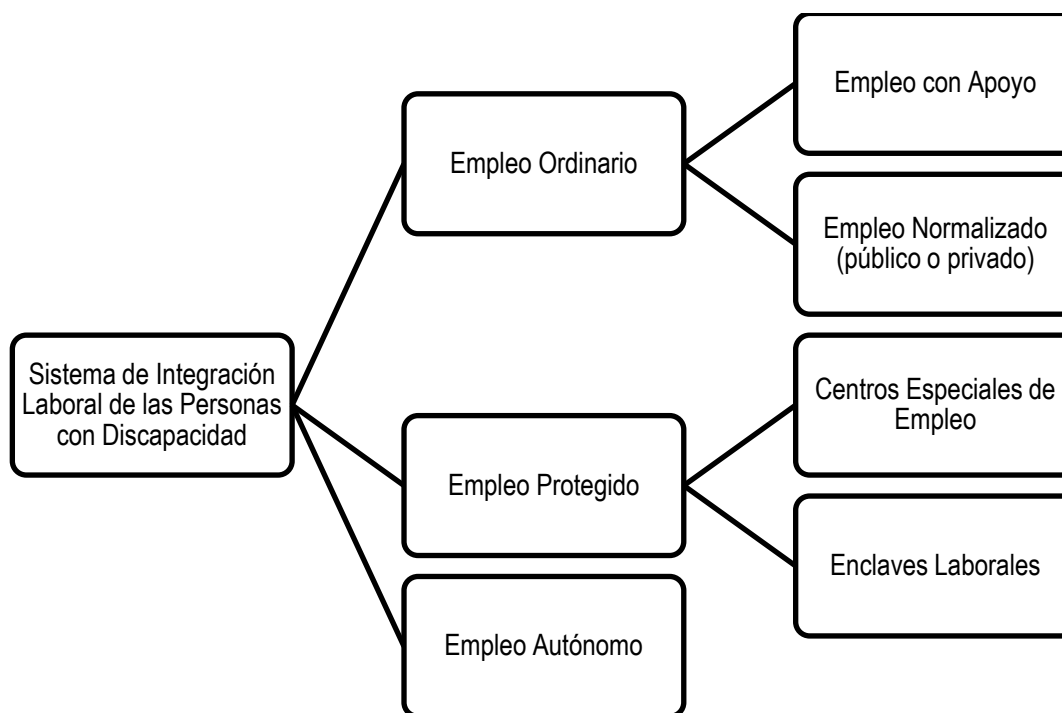 Sistema de Integración
Laboral de las Personas
con Discapacidad
Empleo Ordinario
Empleo con Apoyo
Empleo Normalizado
(público o privado)
Empleo Protegido
Centros Especiales de
Empleo
Enclaves Laborales
Empleo Autónomo